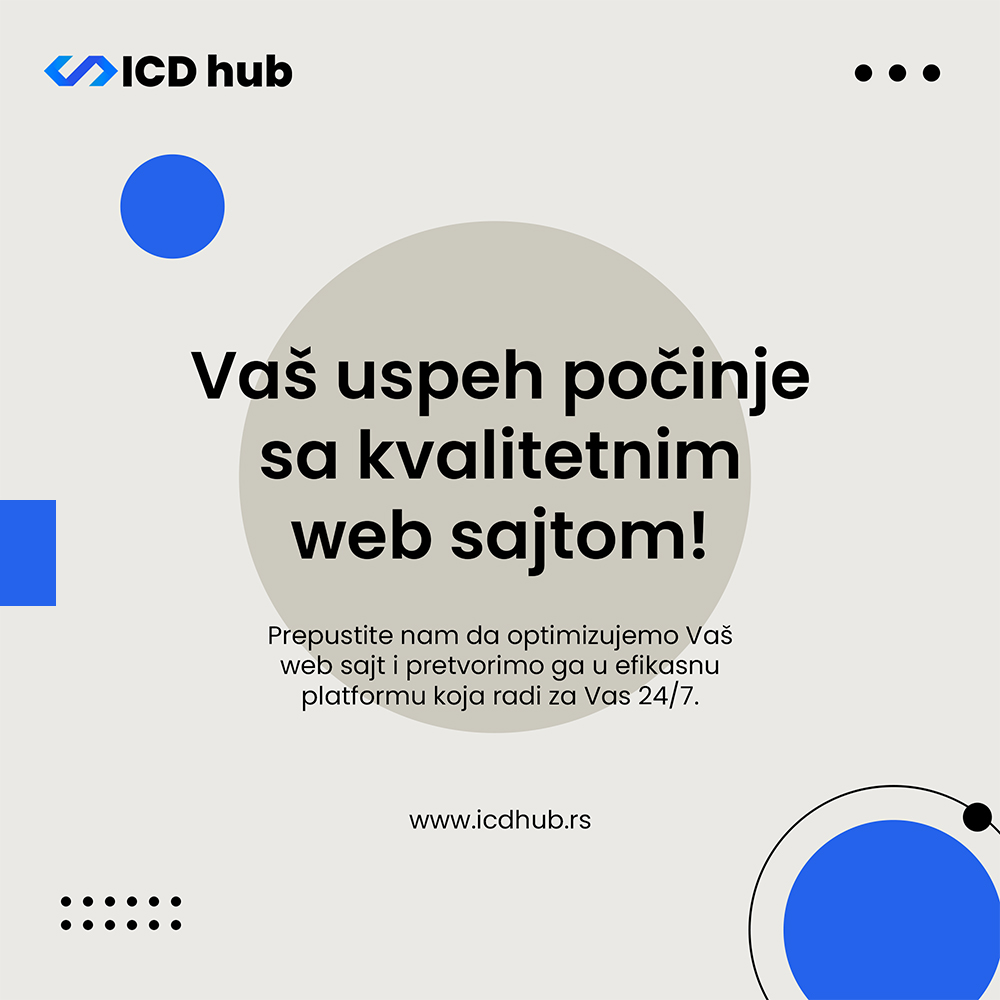 ICD hub
Vaš uspeh počinje
sa kvalitetnim
web sajtom!
Prepustite nam da optimizujemo Vaš
web sajt i pretvorimo ga u efikasnu
platformu koja radi za Vas 24/7.
www.icdhub.rs